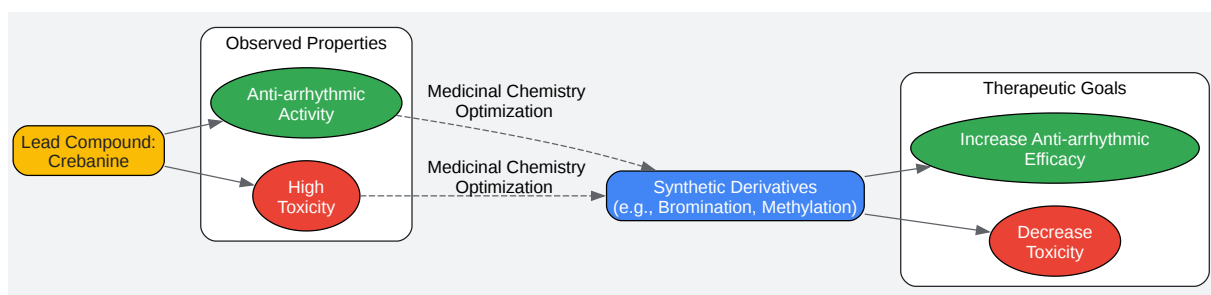 Lead Compound:
Crebanine
Observed Properties
Anti-arrhythmic
Activity
High
Toxicity
Medicinal Chemistry
Optimization
Medicinal Chemistry
Optimization
Synthetic Derivatives
(e.g., Bromination, Methylation)
Therapeutic Goals
Increase Anti-arrhythmic
Efficacy
Decrease
Toxicity